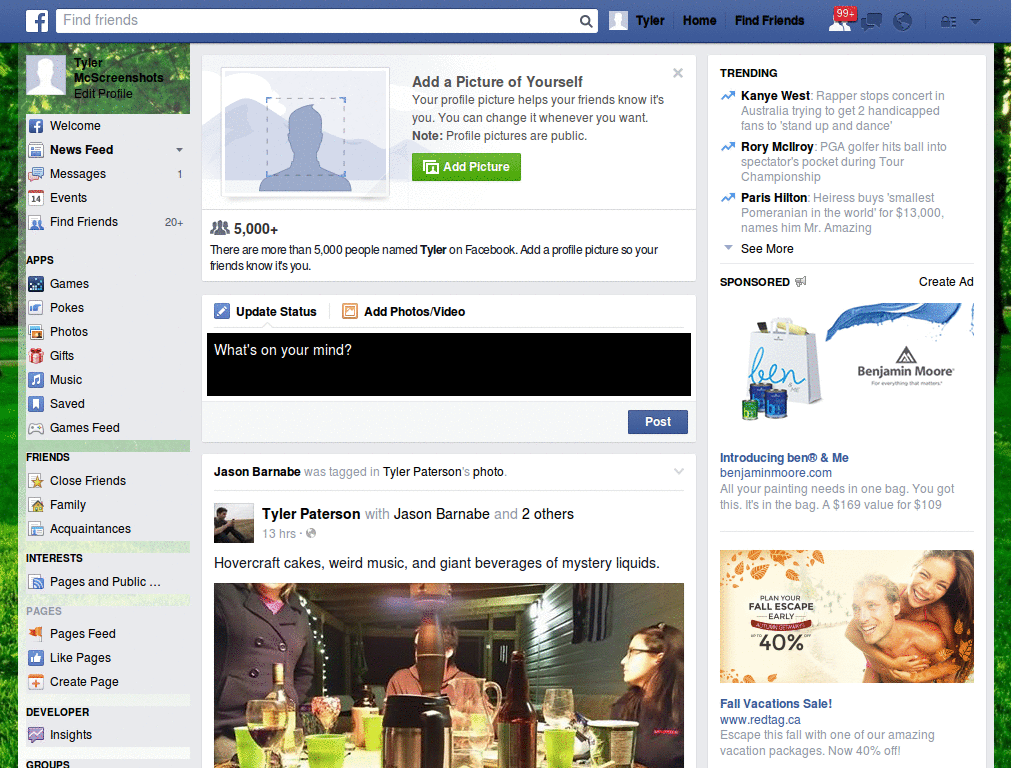 Find friends
Tyler
Home
Find Friends
99+
Tyler
McScreenshots
Edit Profile
Welcome
News Feed
Messages 1
14 Events
Find Friends 20+
APPS
Games
Pokes
Photos
Gifts
Music
Saved
Games Feed
FRIENDS
Close Friends
Family
Acquaintances
INTERESTS
Pages and Public ...
PAGES
Pages Feed
Like Pages
Create Page
DEVELOPER
Insights
GROUPS
Add a Picture of Yourself
Your profile picture helps your friends know it's
you. You can change it whenever you want.
Note: Profile pictures are public.
Add Picture
5,000+
There are more than 5,000 people named Tyler on Facebook. Add a profile picture so your
friends know it's you.
Update Status
Add Photos/Video
What's on your mind?
Post
Jason Barnabe was tagged in Tyler Paterson's photo.
Tyler Paterson with Jason Barnabe and 2 others
13 hrs ·
Hovercraft cakes, weird music, and giant beverages of mystery liquids.
TRENDING
Kanye West: Rapper stops concert in
Australia trying to get 2 handicapped
fans to 'stand up and dance'
Rory McIlroy: PGA golfer hits ball into
spectator's pocket during Tour
Championship
Paris Hilton: Heiress buys 'smallest
Pomeranian in the world' for $13,000,
names him Mr. Amazing
See More
SPONSORED
Create Ad
ben
& ME
Benjamin Moore®
For everything that matters.®
Introducing ben® & Me
benjaminmoore.com
All your painting needs in one bag. You got
this. It's in the bag. A $169 value for $109
PLAN YOUR
FALL ESCAPE
EARLY
AUTUMN GETAWAYS
UP TO
40% OFF
Fall Vacations Sale!
www.redtag.ca
Escape this fall with one of our amazing
vacation packages. Now 40% off!